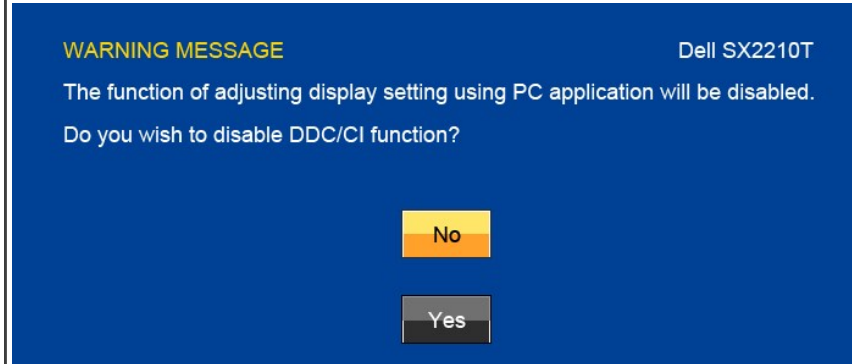 WARNING MESSAGE Dell SX2210T
The function of adjusting display setting using PC application will be disabled.
Do you wish to disable DDC/CI function?
No
Yes